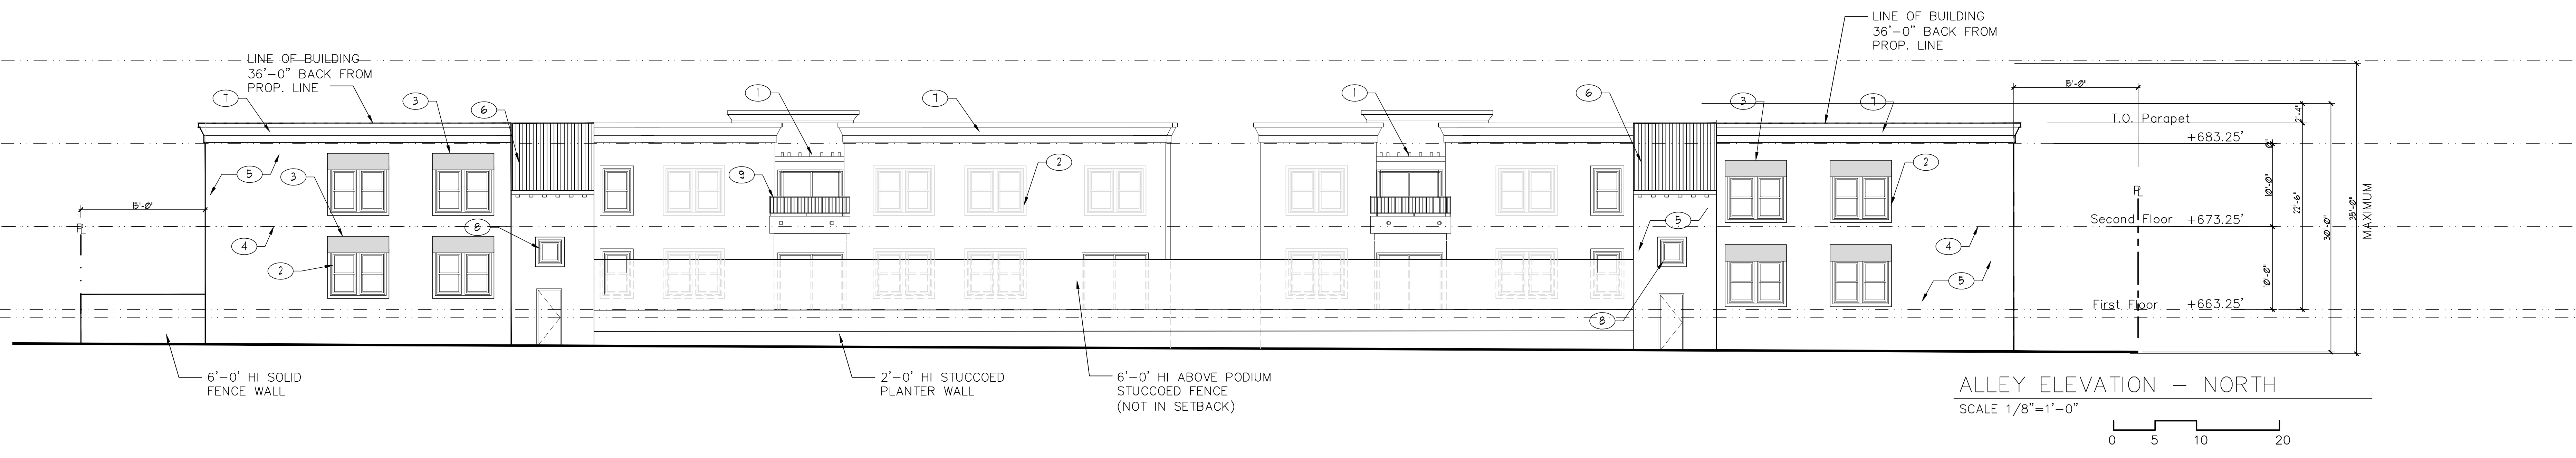 LINE OF BUILDING
36'-0" BACK FROM
PROP. LINE
LINE OF BUILDING
36'-0" BACK FROM
PROP. LINE
7
3
6
1
7
1
6
3
7
15'-0"
2'-4"
T.O. Parapet
+683.25'
5
3
9
2
2
15'-0"
PL
PL
10'-0"
22'-6"
30'-0"
35'-0"
MAXIMUM
4
8
5
Second Floor +673.25'
4
2
5
10'-0"
8
First Floor +663.25'
6'-0' HI SOLID
FENCE WALL
2'-0' HI STUCCOED
PLANTER WALL
6'-0' HI ABOVE PODIUM
STUCCOED FENCE
(NOT IN SETBACK)
ALLEY ELEVATION - NORTH
SCALE 1/8"=1'-0"
0 5 10 20